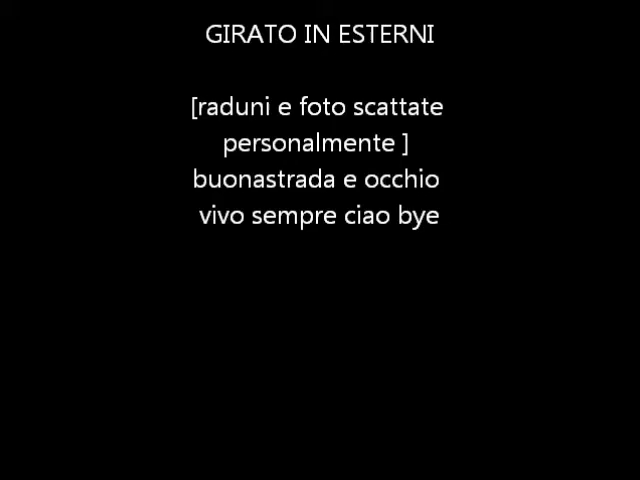 GIRATO IN ESTERNI
[raduni e foto scattate
personalmente ]
buonastrada e occhio
vivo sempre ciao bye